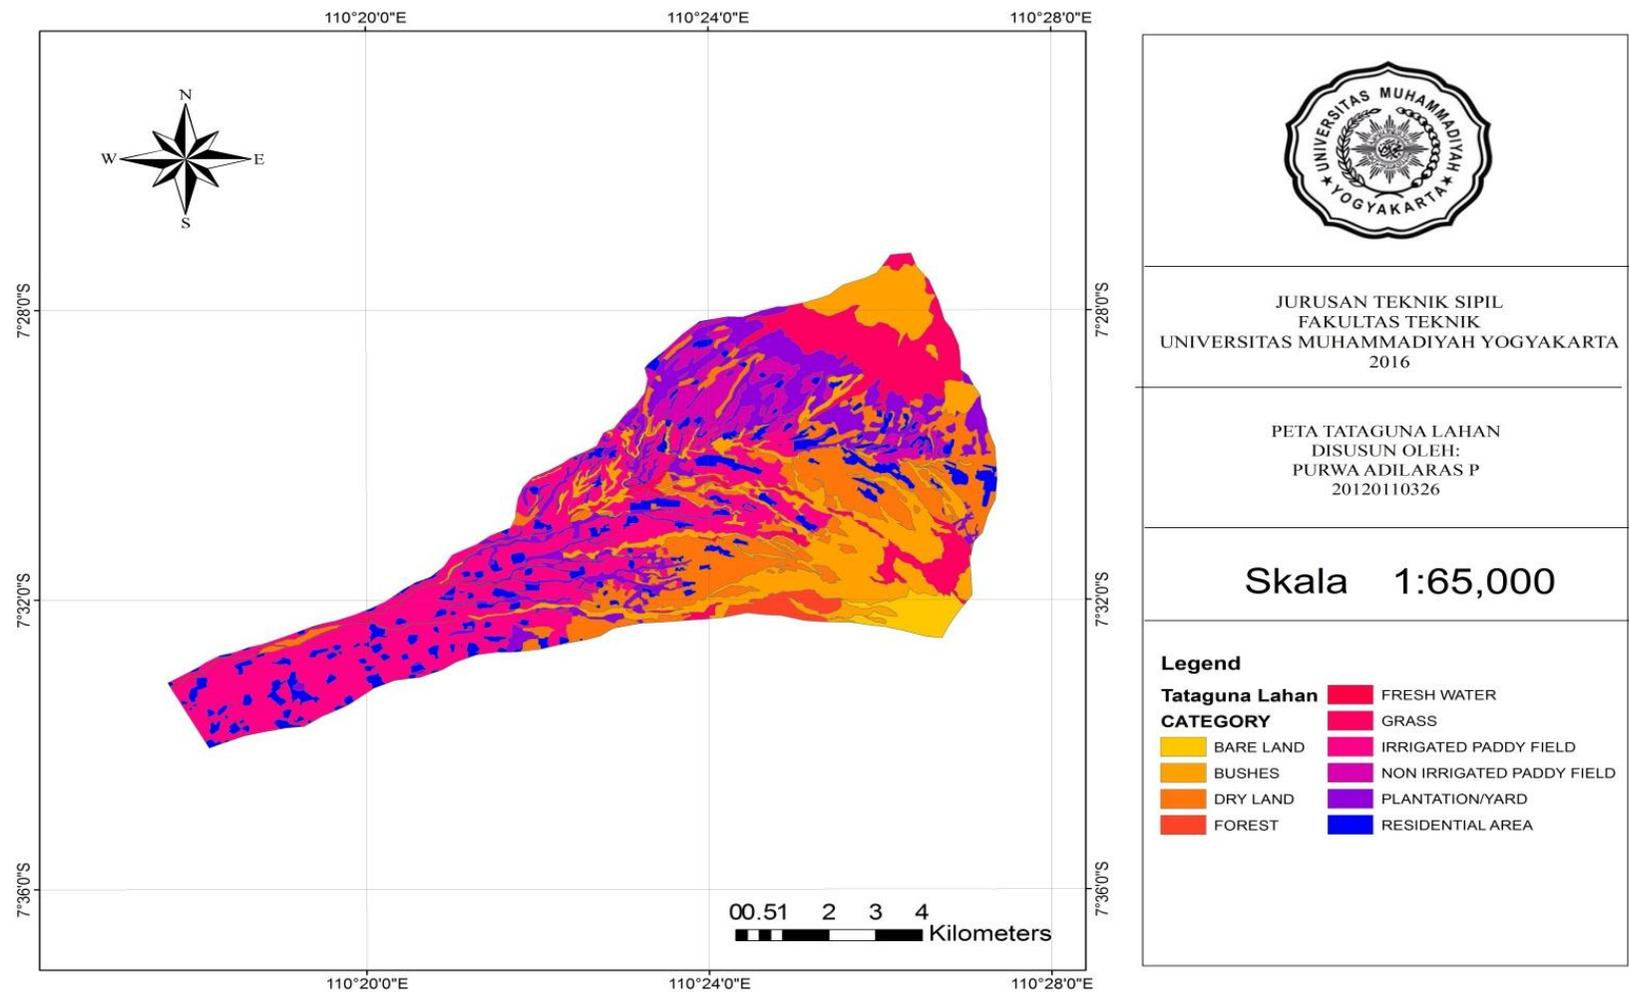 110°20'0"E
110°24'0"E
110°28'0"E
N
W
E
S
7°28'0"S
7°28'0"S
7°32'0"S
7°32'0"S
7°36'0"S
7°36'0"S
00.51 2 3 4
Kilometers
110°20'0"E
110°24'0"E
110°28'0"E
UNIVERSITAS MUHAMMADIYAH
YOGYAKARTA
JURUSAN TEKNIK SIPIL
FAKULTAS TEKNIK
UNIVERSITAS MUHAMMADIYAH YOGYAKARTA
2016
PETA TATAGUNA LAHAN
DISUSUN OLEH:
PURWA ADILARAS P
20120110326
Skala 1:65,000
Legend
Tataguna Lahan
CATEGORY
BARE LAND
BUSHES
DRY LAND
FOREST
FRESH WATER
GRASS
IRRIGATED PADDY FIELD
NON IRRIGATED PADDY FIELD
PLANTATION/YARD
RESIDENTIAL AREA